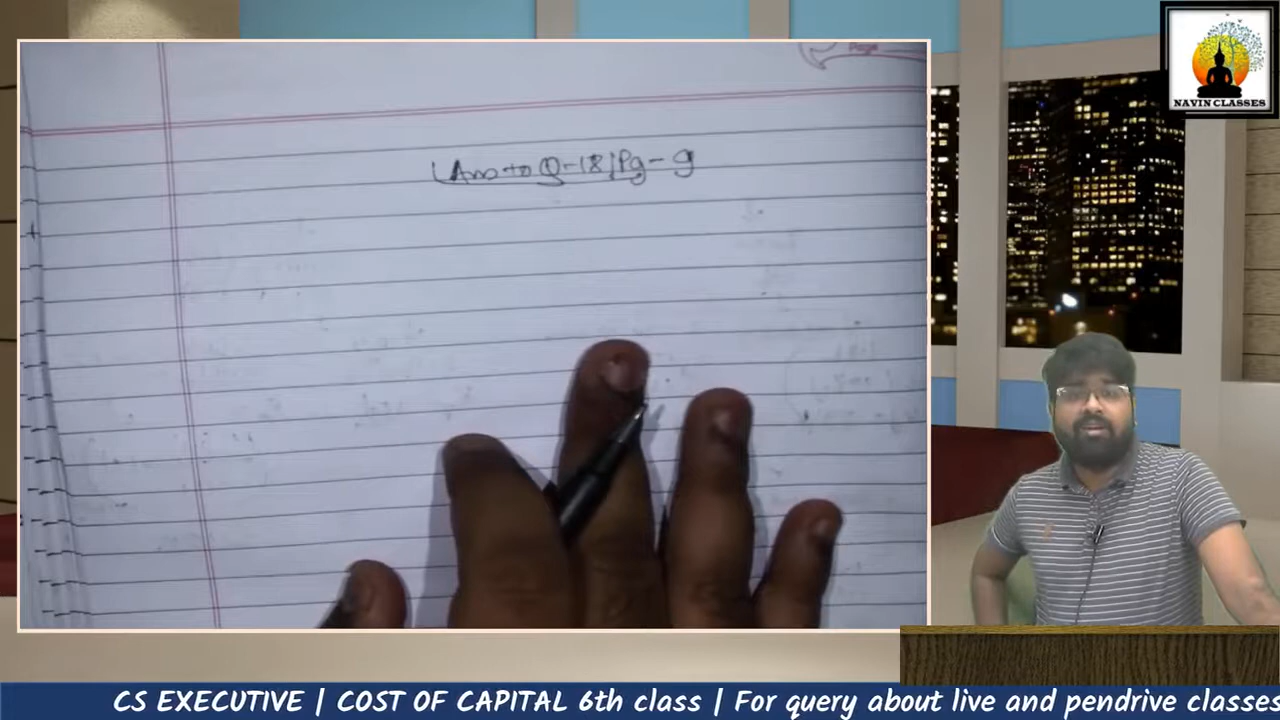 Page
Ans to Q-18 | Pg-9
NAVIN CLASSES
CS EXECUTIVE | COST OF CAPITAL 6th class | For query about live and pendrive classes